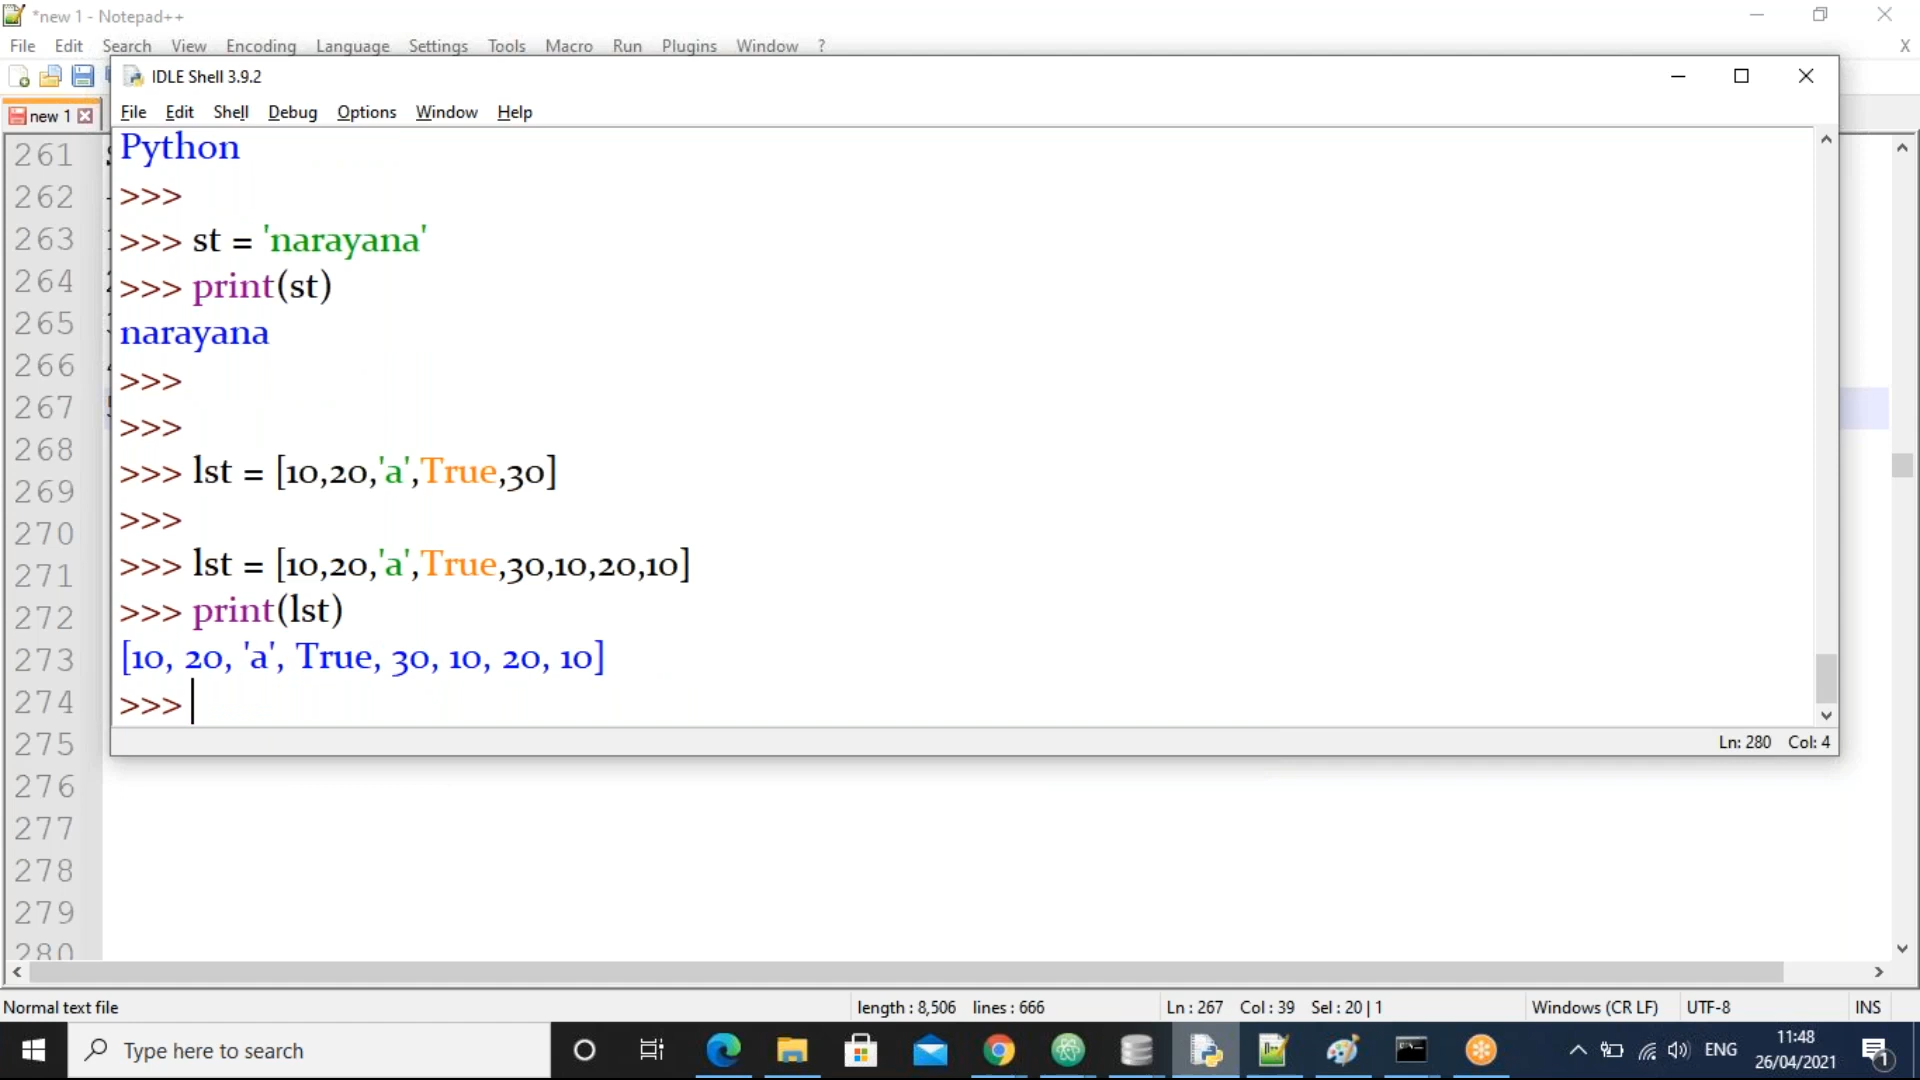 *new 1 - Notepad++
File Edit Search View Encoding Language Settings Tools Macro Run Plugins Window ?
X
IDLE Shell 3.9.2
new 1
File Edit Shell Debug Options Window Help
261
262
263
264
265
266
267
268
269
270
271
272
273
274
275
276
277
278
279
280
Python
>>>
>>> st = 'narayana'
>>> print(st)
narayana
>>>
>>>
>>> lst = [10,20,'a',True,30]
>>>
>>> lst = [10,20,'a',True,30,10,20,10]
>>> print(lst)
[10, 20, 'a', True, 30, 10, 20, 10]
>>>
Ln: 280 Col: 4
Normal text file length : 8,506 lines : 666 Ln : 267 Col : 39 Sel : 20 | 1 Windows (CR LF) UTF-8 INS
Type here to search
ENG
11:48
26/04/2021
1